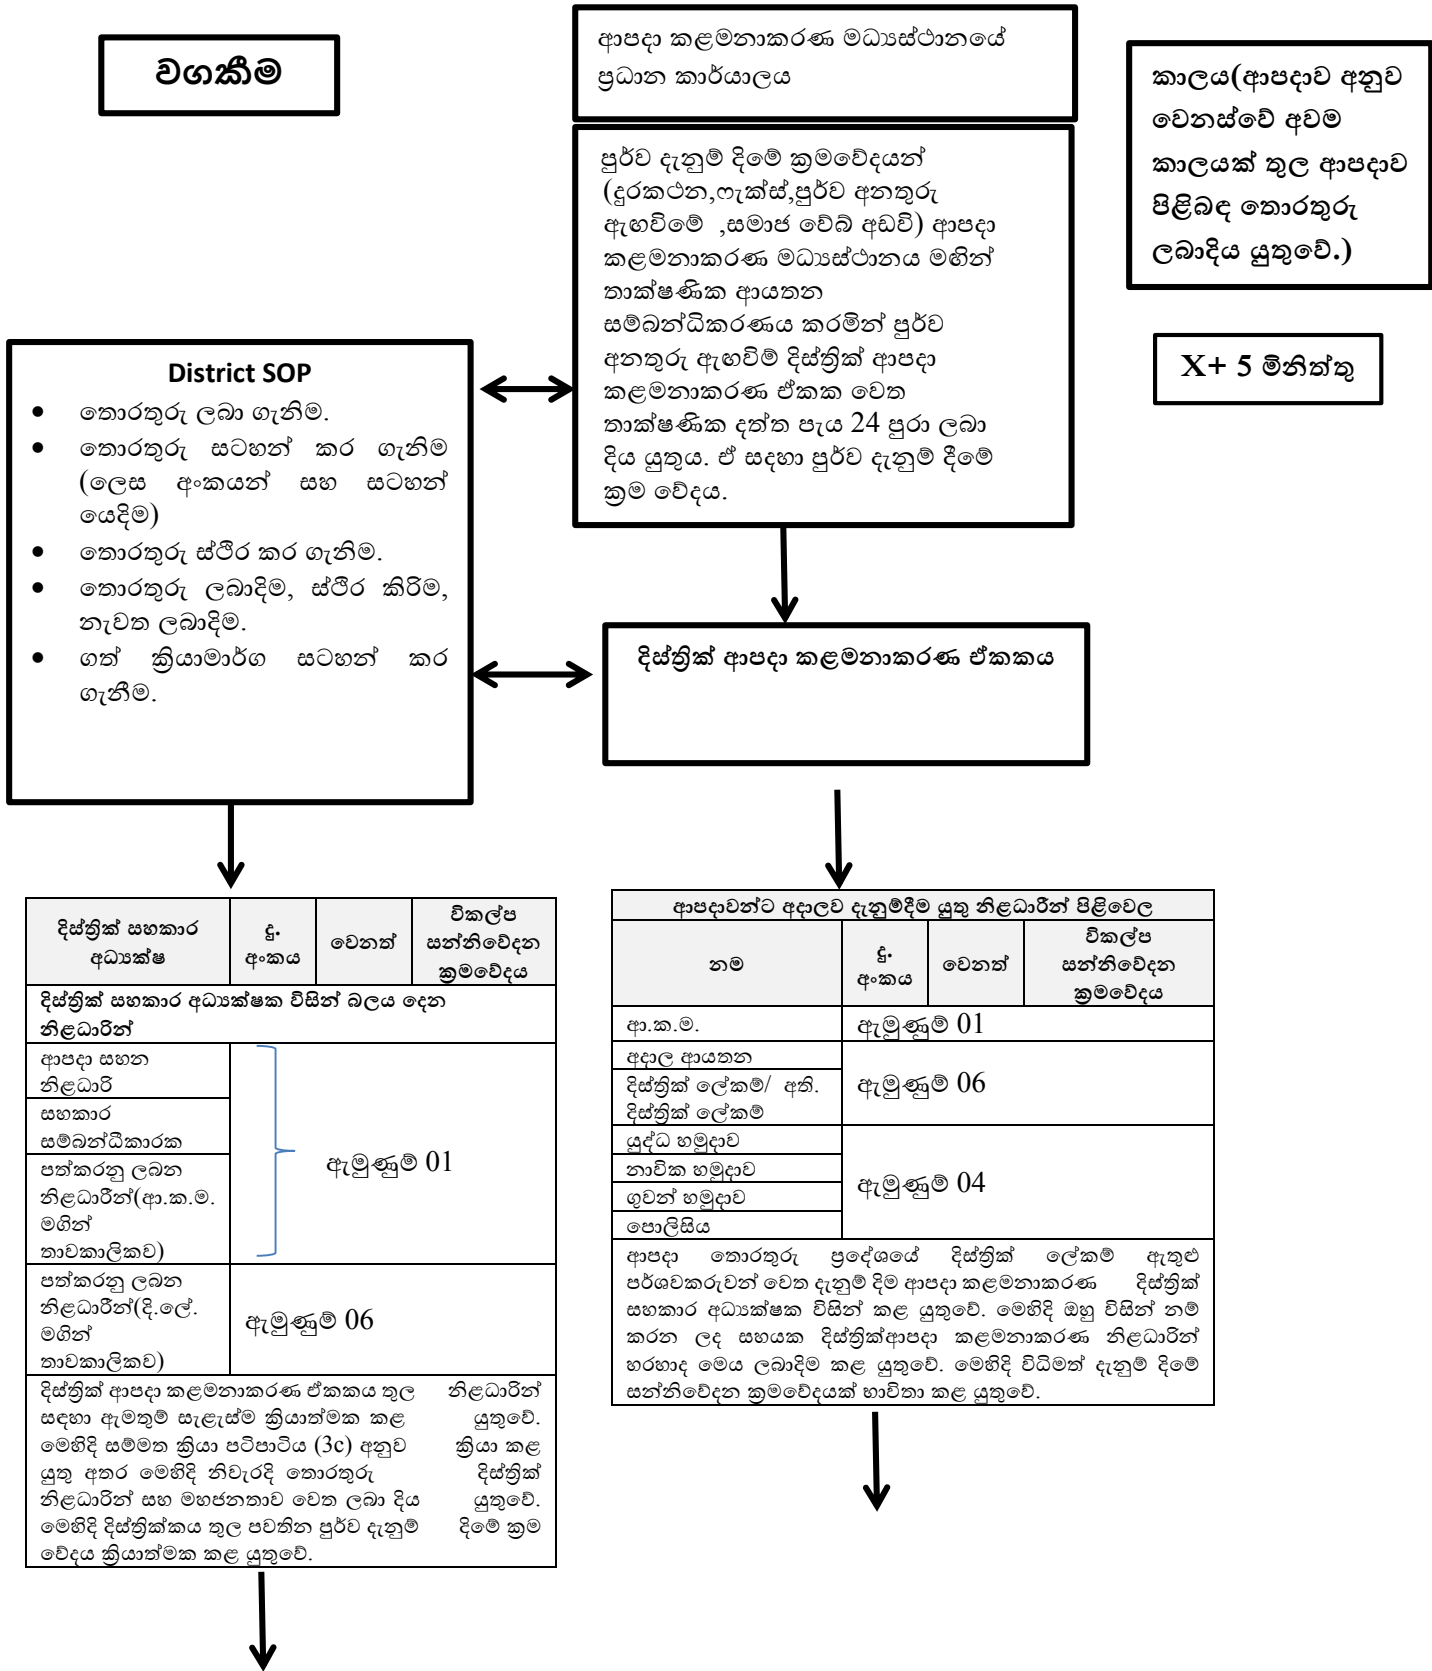 වගකීම
ආපදා කළමනාකරණ මධ්‍යස්ථානයේ
ප්‍රධාන කාර්යාලය
කාලය(ආපදාව අනුව
වෙනස්වේ අවම
කාලයක් තුල ආපදාව
පිළිබඳ තොරතුරු
ලබාදිය යුතුවේ.)
පුර්ව දැනුම් දිමේ ක්‍රමවේදයන්
(දුරකථන,ෆැක්ස්,පුර්ව අනතුරු
ඇඟවිමේ ,සමාජ වේබ් අඩවි) ආපදා
කළමනාකරණ මධ්‍යස්ථානය මඟින්
තාක්ෂණික ආයතන
සම්බන්ධිකරණය කරමින් පුර්ව
අනතුරු ඇඟවිම් දිස්ත්‍රික් ආපදා
කළමනාකරණ ඒකක වෙත
තාක්ෂණික දත්ත පැය 24 පුරා ලබා
දිය යුතුය. ඒ සදහා පුර්ව දැනුම් දීමේ
ක්‍රම වේදය.
X+ 5 මිනිත්තු
District SOP
• තොරතුරු ලබා ගැනිම.
• තොරතුරු සටහන් කර ගැනිම
(ලෙස අංකයන් සහ සටහන්
යෙදිම)
• තොරතුරු ස්ථිර කර ගැනිම.
• තොරතුරු ලබාදිම, ස්ථිර කිරිම,
නැවත ලබාදිම.
• ගත් ක්‍රියාමාර්ග සටහන් කර
ගැනීම.
දිස්ත්‍රික් ආපදා කළමනාකරණ ඒකකය
දිස්ත්‍රික් සහකාර
අධ්‍යක්ෂ
දු.
අංකය
වෙනත්
විකල්ප
සන්නිවේදන
ක්‍රමවේදය
දිස්ත්‍රික් සහකාර අධ්‍යක්ෂක විසින් බලය දෙන
නිළධාරින්
ආපදා සහන
නිළධාරි
සහකාර
සම්බන්ධීකාරක
පත්කරනු ලබන
නිළධාරීන්(ආ.ක.ම.
මගින්
තාවකාලිකව)
ඇමුණුම් 01
පත්කරනු ලබන
නිළධාරීන්(දි.ලේ.
මගින්
තාවකාලිකව)
ඇමුණුම් 06
දිස්ත්‍රික් ආපදා කළමනාකරණ ඒකකය තුල නිළධාරින්
සඳහා ඇමතුම් සැළැස්ම ක්‍රියාත්මක කළ යුතුවේ.
මෙහිදි සම්මත ක්‍රියා පටිපාටිය (3c) අනුව ක්‍රියා කළ
යුතු අතර මෙහිදි නිවැරදි තොරතුරු දිස්ත්‍රික්
නිළධාරින් සහ මහජනතාව වෙත ලබා දිය යුතුවේ.
මෙහිදි දිස්ත්‍රික්කය තුල පවතින පුර්ව දැනුම් දිමේ ක්‍රම
වේදය ක්‍රියාත්මක කළ යුතුවේ.
ආපදාවන්ට අදාලව දැනුම්දීම යුතු නිළධාරීන් පිළිවෙල
නම
දු.
අංකය
වෙනත්
විකල්ප
සන්නිවේදන
ක්‍රමවේදය
ආ.ක.ම.
ඇමුණුම් 01
අදාල ආයතන
දිස්ත්‍රික් ලේකම්/ අති.
දිස්ත්‍රික් ලේකම්
ඇමුණුම් 06
යුද්ධ හමුදාව
නාවික හමුදාව
ගුවන් හමුදාව
පොලිසිය
ඇමුණුම් 04
ආපදා තොරතුරු ප්‍රදේශයේ දිස්ත්‍රික් ලේකම් ඇතුළු
පර්ශවකරුවන් වෙත දැනුම් දිම ආපදා කළමනාකරණ දිස්ත්‍රික්
සහකාර අධ්‍යක්ෂක විසින් කළ යුතුවේ. මෙහිදි ඔහු විසින් නම්
කරන ලද සහයක දිස්ත්‍රික්ආපදා කළමනාකරණ නිළධාරින්
හරහාද මෙය ලබාදිම කළ යුතුවේ. මෙහිදි විධිමත් දැනුම් දිමේ
සන්නිවේදන ක්‍රමවේදයක් භාවිතා කළ යුතුවේ.